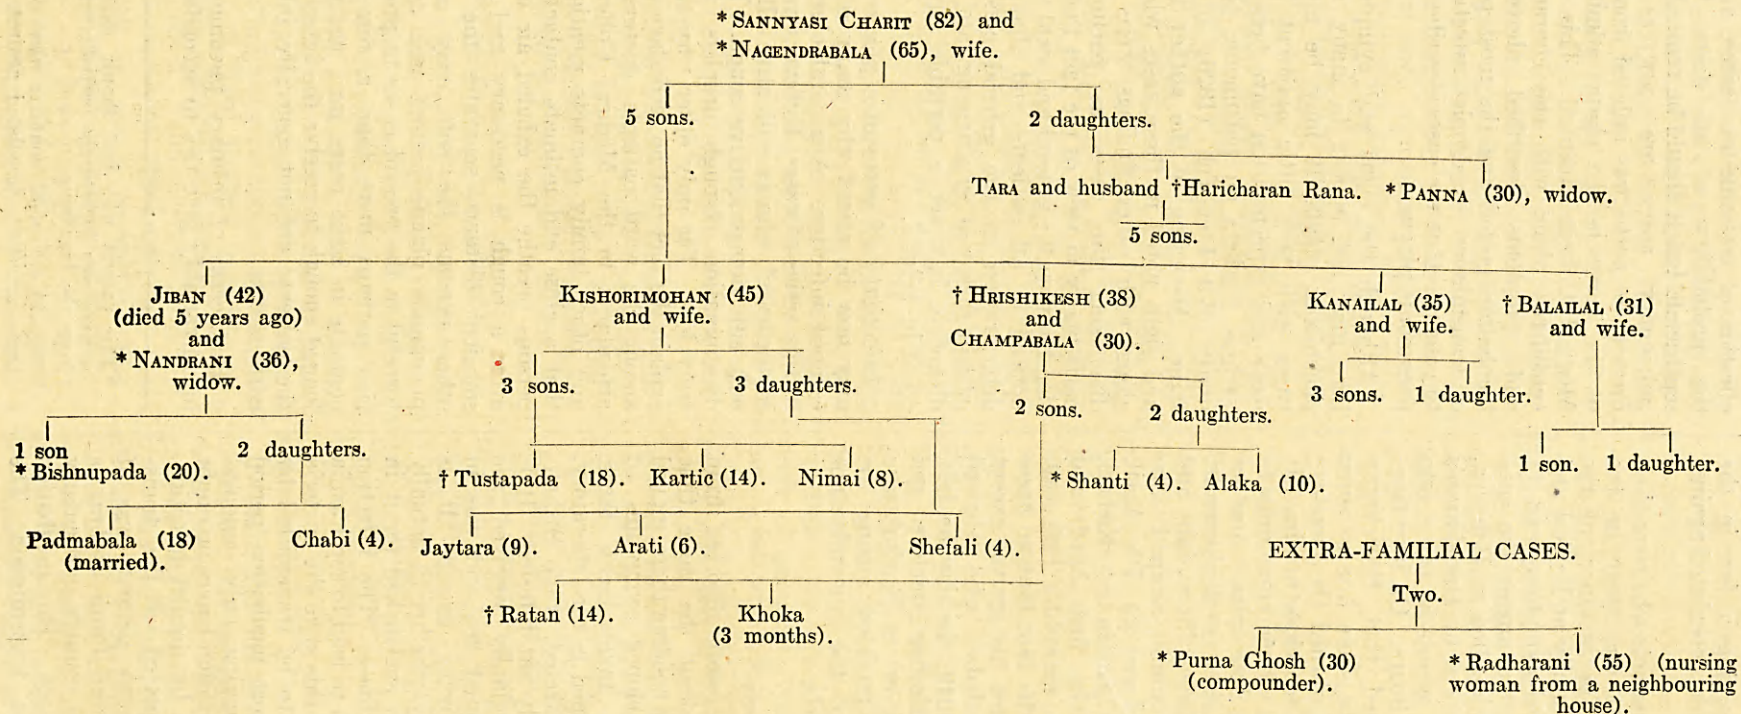 * SANNYASI CHARIT (82) and
* NAGENDRABALA (65), wife.
5 sons.
2 daughters.
TARA and husband †Haricharan Rana.
* PANNA (30), widow.
5 sons.
JIBAN (42)
(died 5 years ago)
and
* NANDRANI (36),
widow.
KISHORIMOHAN (45)
and wife.
† HRISHIKESH (38)
and
CHAMPABALA (30).
KANAILAL (35)
and wife.
† BALAILAL (31)
and wife.
1 son
* Bishnupada (20).
2 daughters.
3 sons.
3 daughters.
2 sons.
2 daughters.
3 sons.
1 daughter.
1 son.
1 daughter.
† Tustapada (18).
Kartic (14).
Nimai (8).
* Shanti (4).
Alaka (10).
Padmabala (18)
(married).
Chabi (4).
Jaytara (9).
Arati (6).
Shefali (4).
† Ratan (14).
Khoka
(3 months).
EXTRA-FAMILIAL CASES.
Two.
* Purna Ghosh (30)
(compounder).
* Radharani (55) (nursing
woman from a neighbouring
house).